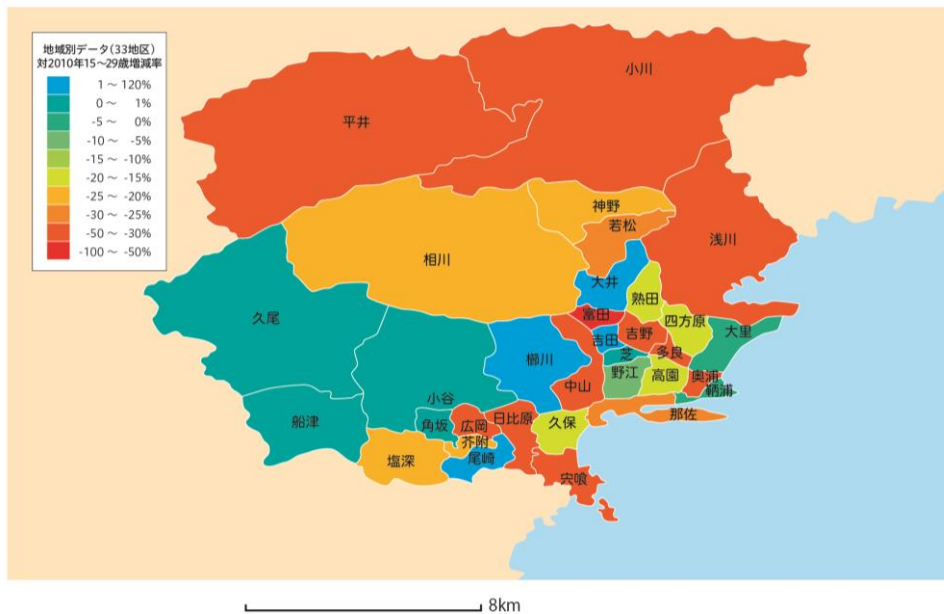 地域別データ(33地区)
対2010年15～29歳増減率
1～ 120%
0～ 1%
-5～ 0%
-10～ -5%
-15～ -10%
-20～ -15%
-25～ -20%
-30～ -25%
-50～ -30%
-100～ -50%
小川
平井
神野
若松
浅川
相川
大井
熟田
久尾
富田
四方原
吉田
吉野
大里
櫛川
芝
多良
野江
高園
奥浦
中山
鞆浦
小谷
船津
角坂
広岡
日比原
久保
那佐
芥附
塩深
尾崎
宍喰
8km